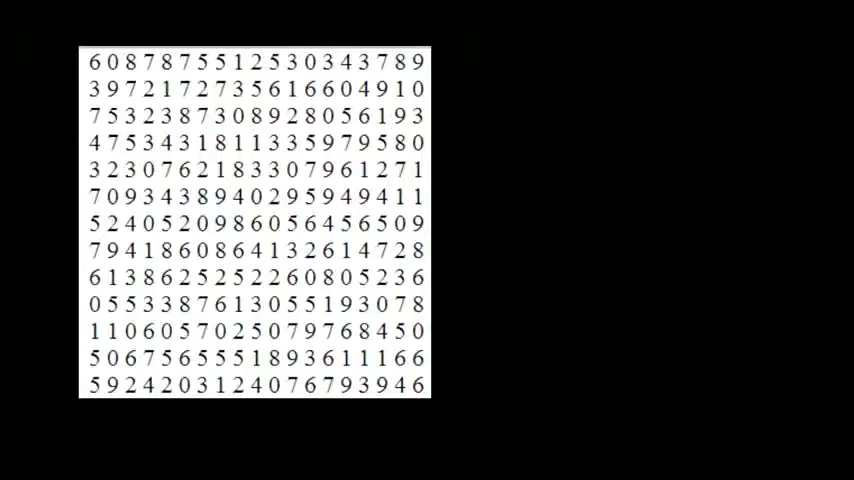 6 0 8 7 8 7 5 5 1 2 5 3 0 3 4 3 7 8 9
3 9 7 2 1 7 2 7 3 5 6 1 6 6 0 4 9 1 0
7 5 3 2 3 8 7 3 0 8 9 2 8 0 5 6 1 9 3
4 7 5 3 4 3 1 8 1 1 3 3 5 9 7 9 5 8 0
3 2 3 0 7 6 2 1 8 3 3 0 7 9 6 1 2 7 1
7 0 9 3 4 3 8 9 4 0 2 9 5 9 4 9 4 1 1
5 2 4 0 5 2 0 9 8 6 0 5 6 4 5 6 5 0 9
7 9 4 1 8 6 0 8 6 4 1 3 2 6 1 4 7 2 8
6 1 3 8 6 2 5 2 5 2 2 6 0 8 0 5 2 3 6
0 5 5 3 3 8 7 6 1 3 0 5 5 1 9 3 0 7 8
1 1 0 6 0 5 7 0 2 5 0 7 9 7 6 8 4 5 0
5 0 6 7 5 6 5 5 5 1 8 9 3 6 1 1 1 6 6
5 9 2 4 2 0 3 1 2 4 0 7 6 7 9 3 9 4 6